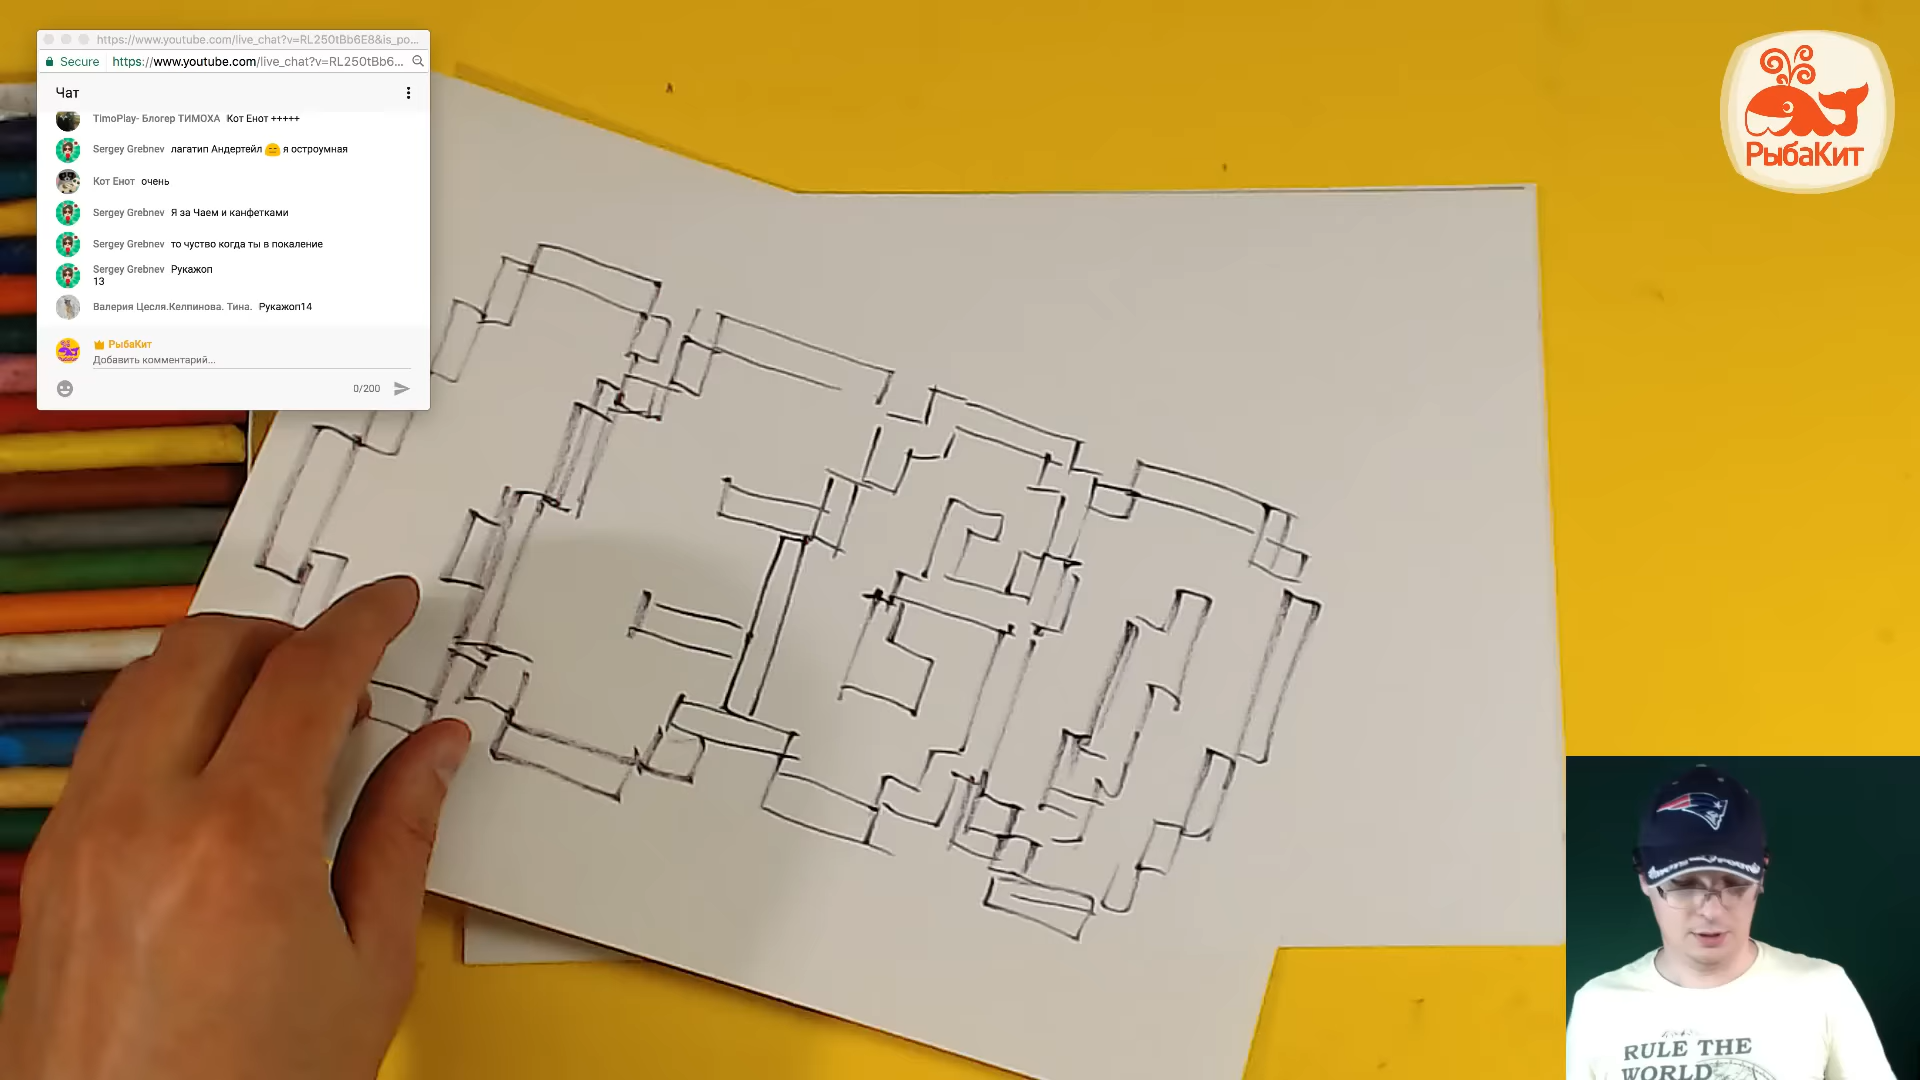 https://www.youtube.com/live_chat?v=RL250tBb6E8&is_po...
Secure https://www.youtube.com/live_chat?v=RL250tBb6...
Чат
TimoPlay- Блогер ТИМОХА Кот Енот +++++
Sergey Grebnev лагатип Андертейл 😑 я остроумная
Кот Енот очень
Sergey Grebnev Я за Чаем и канфетками
Sergey Grebnev то чуство когда ты в покаление
Sergey Grebnev Рукажоп
13
Валерия Цесля.Келпинова. Тина. Рукажоп14
РыбаКит
Добавить комментарий...
0/200
РыбаКит
RULE THE
WORLD